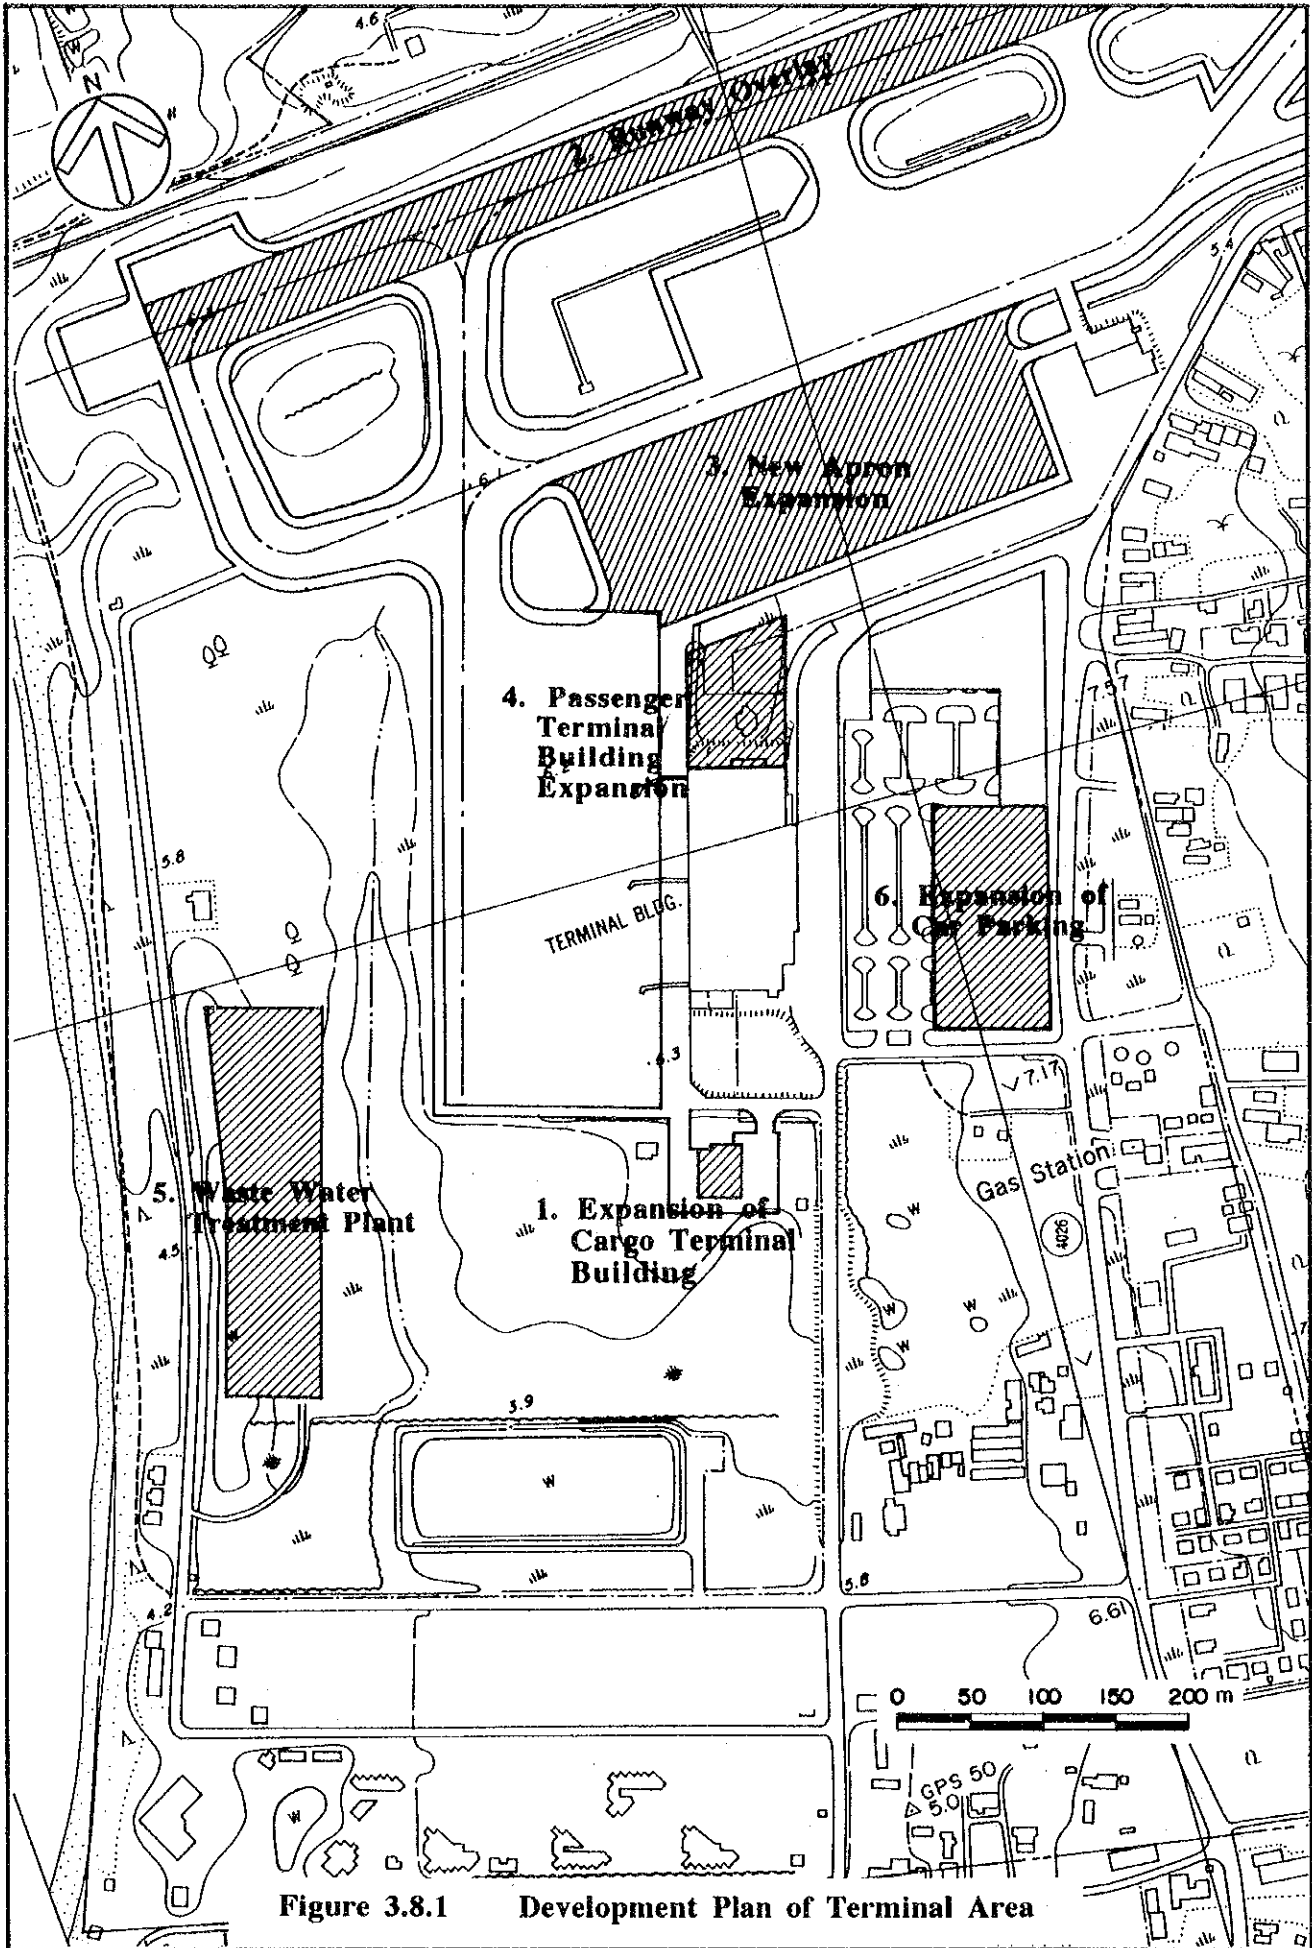 4.6
N
2. Runway Overlay
5.4
6.1
3. New Apron
Expansion
7.57
4. Passenger
Terminal
Building
Expansion
5.8
6. Expansion of
Car Parking
TERMINAL BLDG.
6.3
7.17
Gas Station
4026
5. Waste Water
Treatment Plant
4.5
W
1. Expansion of
Cargo Terminal
Building
W
W
W
W
3.9
W
5.8
4.2
6.61
0 50 100 150 200 m
GPS 50
5.0
W
Figure 3.8.1 Development Plan of Terminal Area